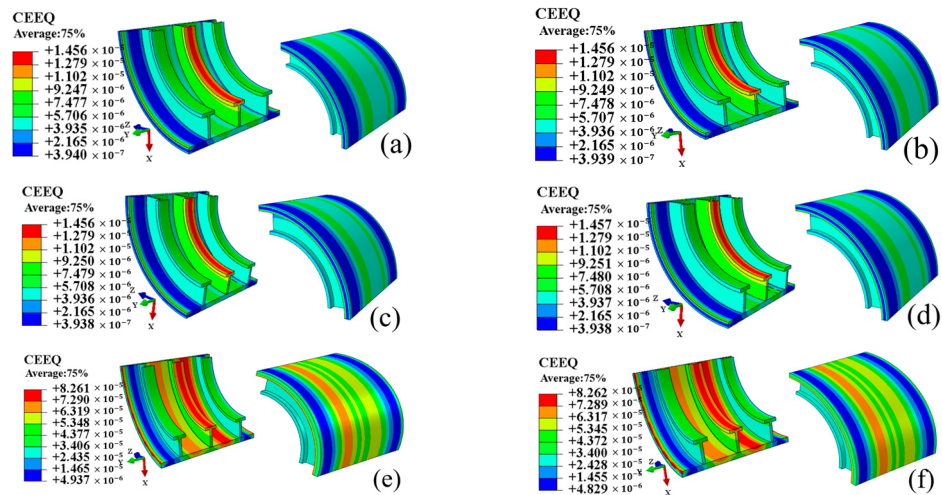 CEEQ
Average:75%
+1.456 × 10⁻⁵
+1.279 × 10⁻⁵
+1.102 × 10⁻⁵
+9.247 × 10⁻⁶
+7.477 × 10⁻⁶
+5.706 × 10⁻⁶
+3.935 × 10⁻⁶
+2.165 × 10⁻⁶
+3.940 × 10⁻⁷
Z
Y
X
(a)
CEEQ
Average:75%
+1.456 × 10⁻⁵
+1.279 × 10⁻⁵
+1.102 × 10⁻⁵
+9.249 × 10⁻⁶
+7.478 × 10⁻⁶
+5.707 × 10⁻⁶
+3.936 × 10⁻⁶
+2.165 × 10⁻⁶
+3.939 × 10⁻⁷
Z
Y
X
(b)
CEEQ
Average:75%
+1.456 × 10⁻⁵
+1.279 × 10⁻⁵
+1.102 × 10⁻⁵
+9.250 × 10⁻⁶
+7.479 × 10⁻⁶
+5.708 × 10⁻⁶
+3.936 × 10⁻⁶
+2.165 × 10⁻⁶
+3.938 × 10⁻⁷
Z
Y
X
(c)
CEEQ
Average:75%
+1.457 × 10⁻⁵
+1.279 × 10⁻⁵
+1.102 × 10⁻⁵
+9.251 × 10⁻⁶
+7.480 × 10⁻⁶
+5.708 × 10⁻⁶
+3.937 × 10⁻⁶
+2.165 × 10⁻⁶
+3.938 × 10⁻⁷
Z
Y
X
(d)
CEEQ
Average:75%
+8.261 × 10⁻⁵
+7.290 × 10⁻⁵
+6.319 × 10⁻⁵
+5.348 × 10⁻⁵
+4.377 × 10⁻⁵
+3.406 × 10⁻⁵
+2.435 × 10⁻⁵
+1.465 × 10⁻⁵
+4.937 × 10⁻⁶
Z
Y
X
(e)
CEEQ
Average:75%
+8.262 × 10⁻⁵
+7.289 × 10⁻⁵
+6.317 × 10⁻⁵
+5.345 × 10⁻⁵
+4.372 × 10⁻⁵
+3.400 × 10⁻⁵
+2.428 × 10⁻⁵
+1.455 × 10⁻⁵
+4.829 × 10⁻⁶
Z
Y
X
(f)